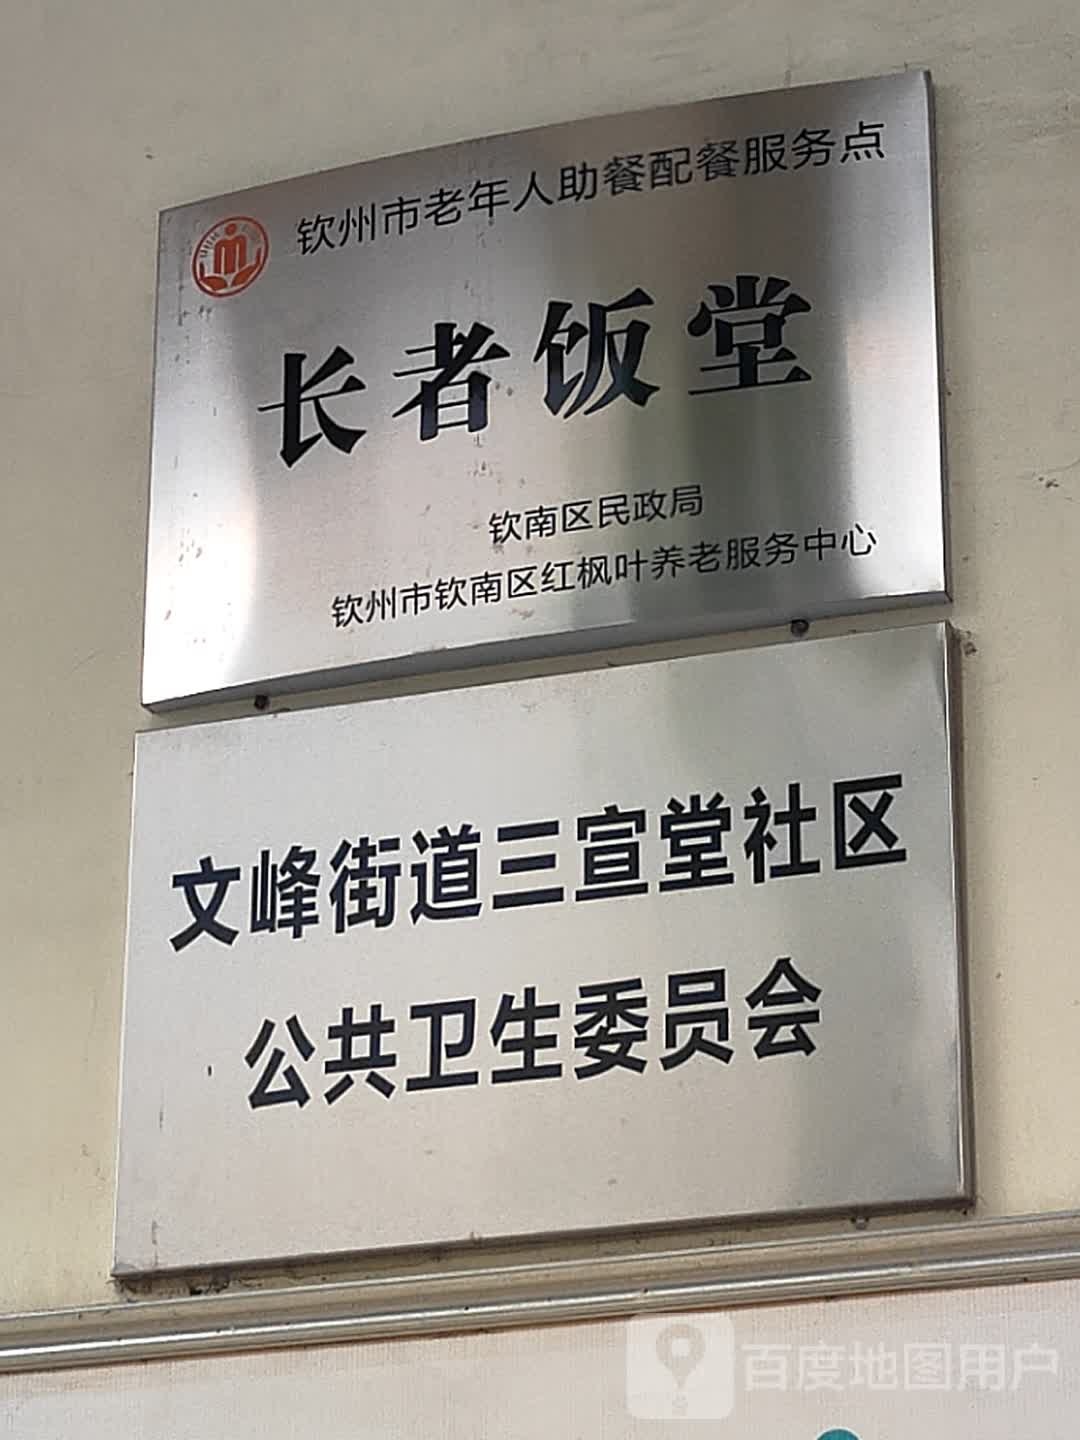 钦州市老年人助餐配餐服务点
长者饭堂
钦南区民政局
钦州市钦南区红枫叶养老服务中心
文峰街道三宣堂社区
公共卫生委员会
百度地图用户